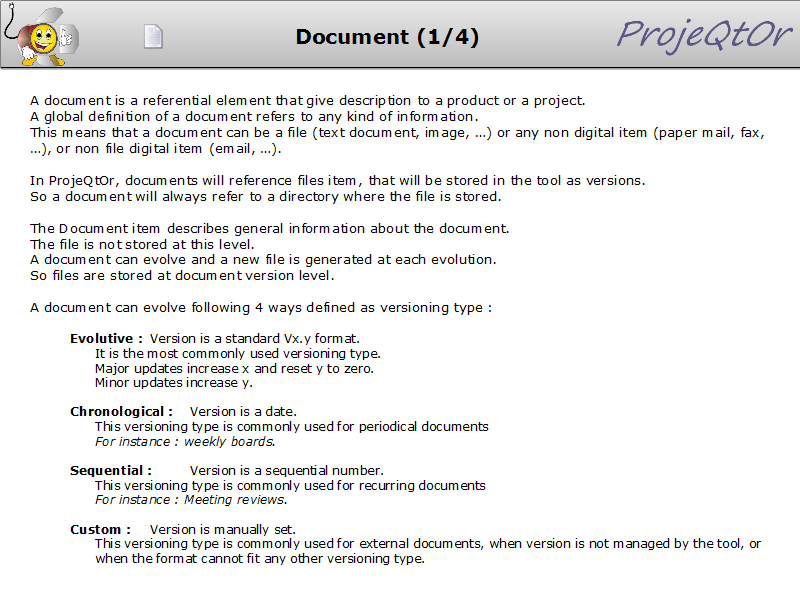 Document (1/4)
ProjeQtOr
A document is a referential element that give description to a product or a project.
A global definition of a document refers to any kind of information.
This means that a document can be a file (text document, image, …) or any non digital item (paper mail, fax,
…), or non file digital item (email, …).
In ProjeQtOr, documents will reference files item, that will be stored in the tool as versions.
So a document will always refer to a directory where the file is stored.
The Document item describes general information about the document.
The file is not stored at this level.
A document can evolve and a new file is generated at each evolution.
So files are stored at document version level.
A document can evolve following 4 ways defined as versioning type :
Evolutive : Version is a standard Vx.y format.
It is the most commonly used versioning type.
Major updates increase x and reset y to zero.
Minor updates increase y.
Chronological : Version is a date.
This versioning type is commonly used for periodical documents
For instance : weekly boards.
Sequential : Version is a sequential number.
This versioning type is commonly used for recurring documents
For instance : Meeting reviews.
Custom : Version is manually set.
This versioning type is commonly used for external documents, when version is not managed by the tool, or
when the format cannot fit any other versioning type.